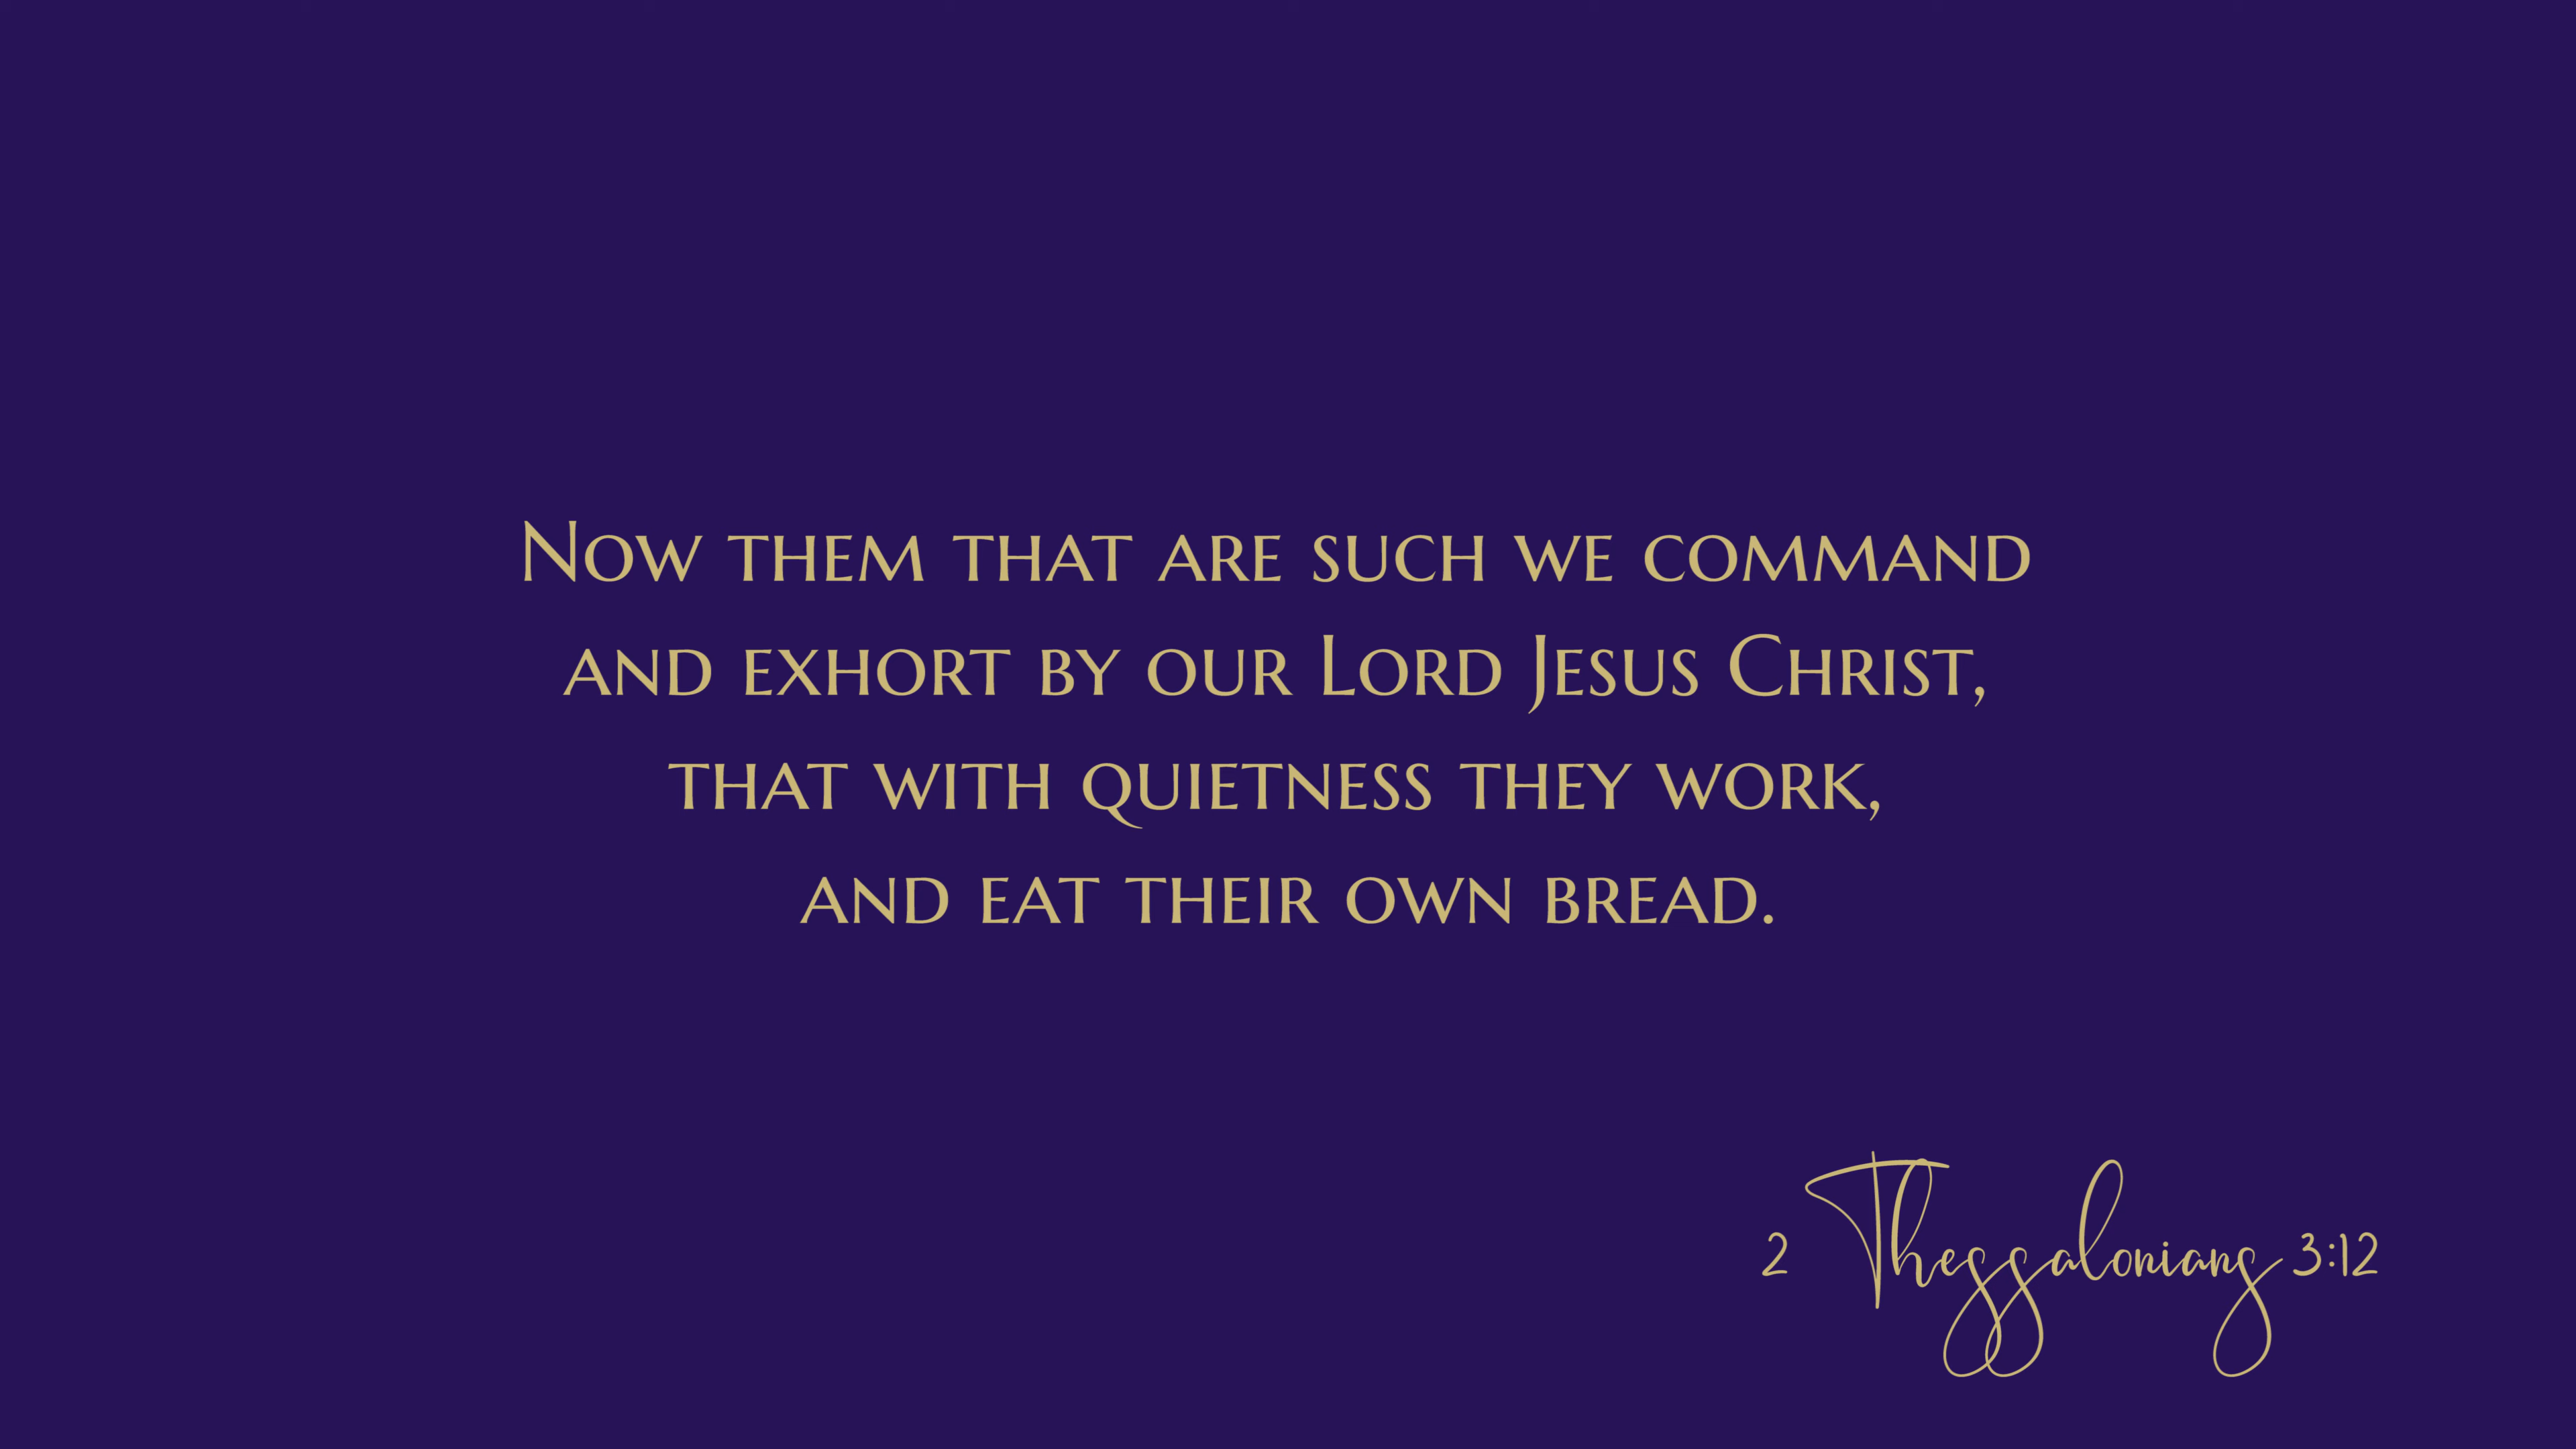 Now them that are such we command
and exhort by our Lord Jesus Christ,
that with quietness they work,
and eat their own bread.
2 Thessalonians 3:12